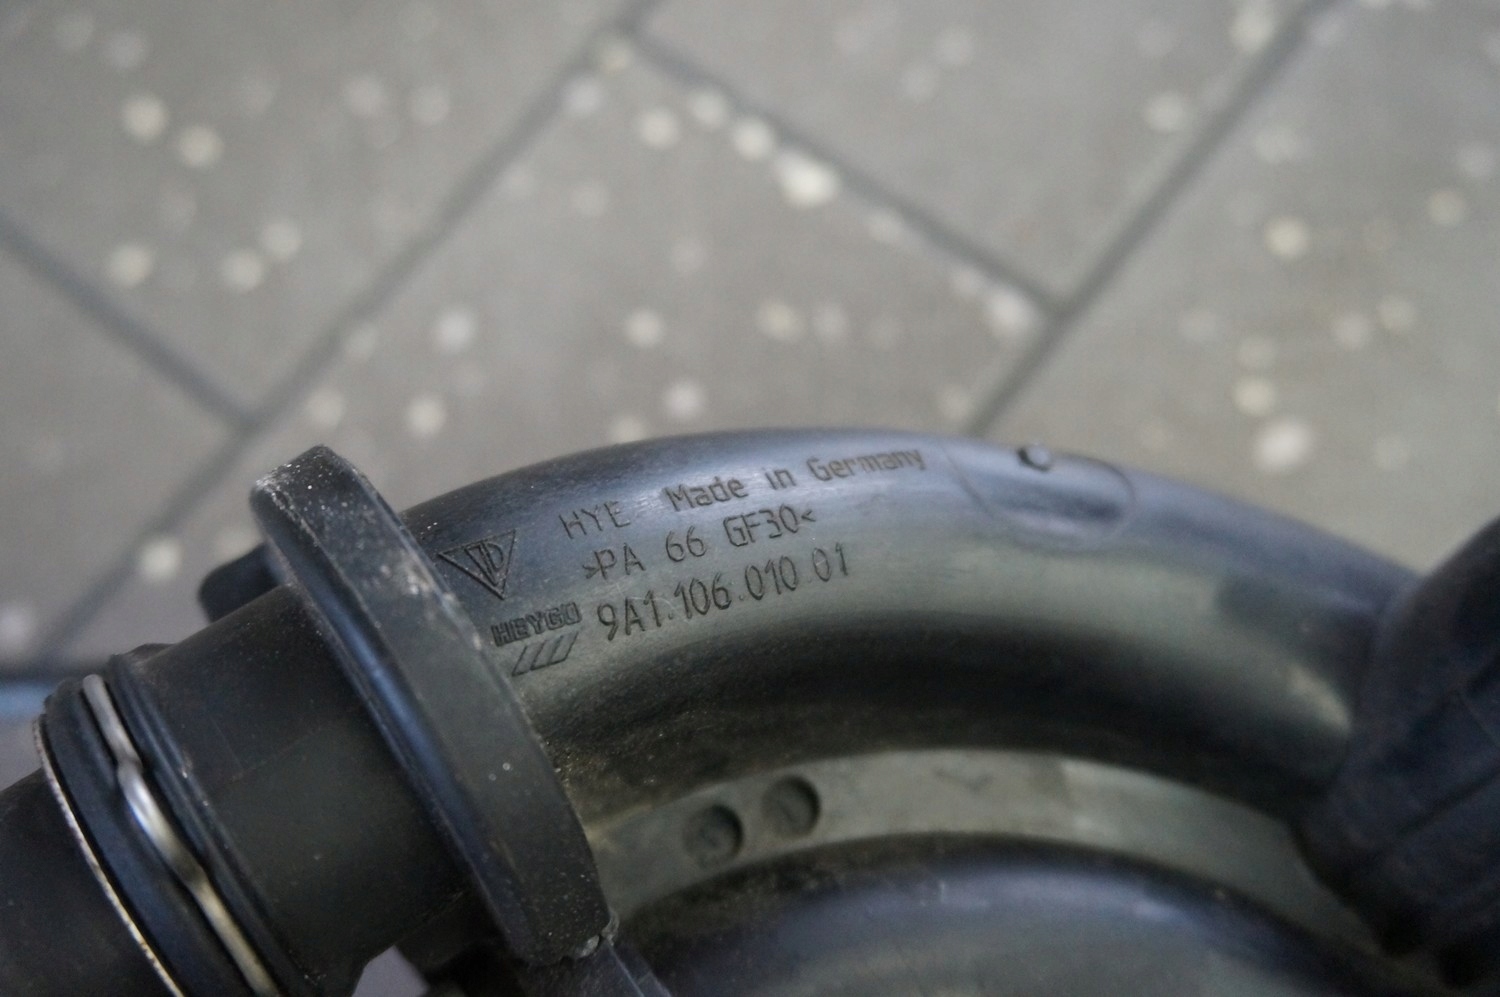 HYE Made in Germany
>PA 66 GF30<
HEYCO 9A1.106.010.01